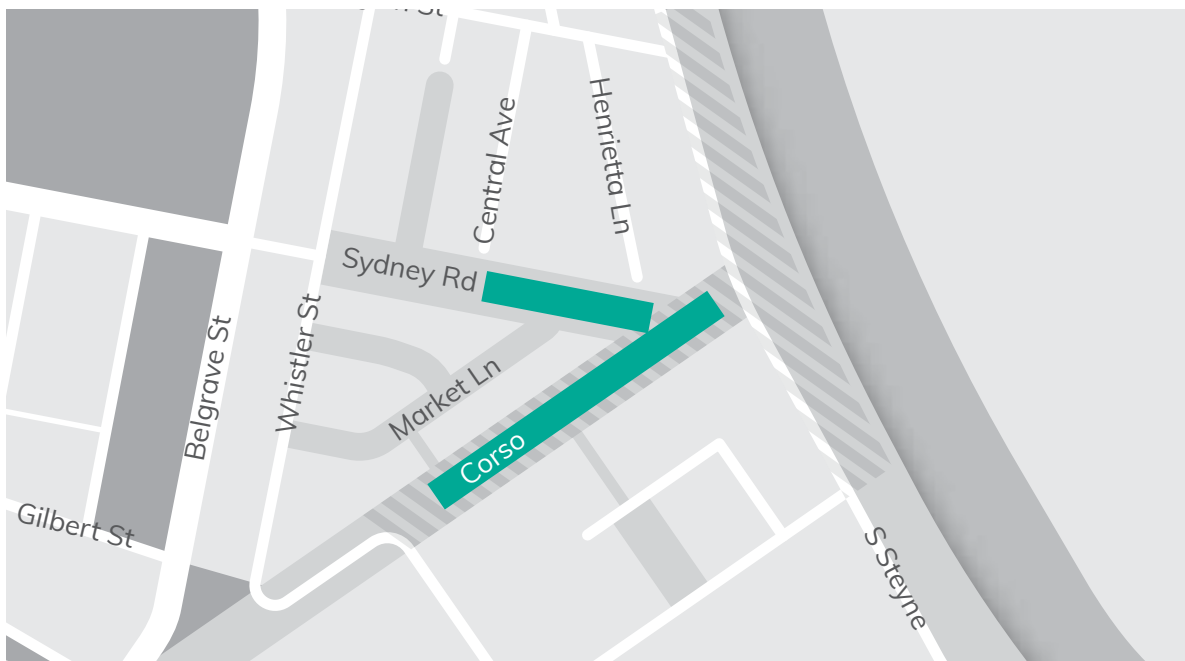 Central Ave
Henrietta Ln
Sydney Rd
Whistler St
Belgrave St
Market Ln
Corso
Gilbert St
S Steyne